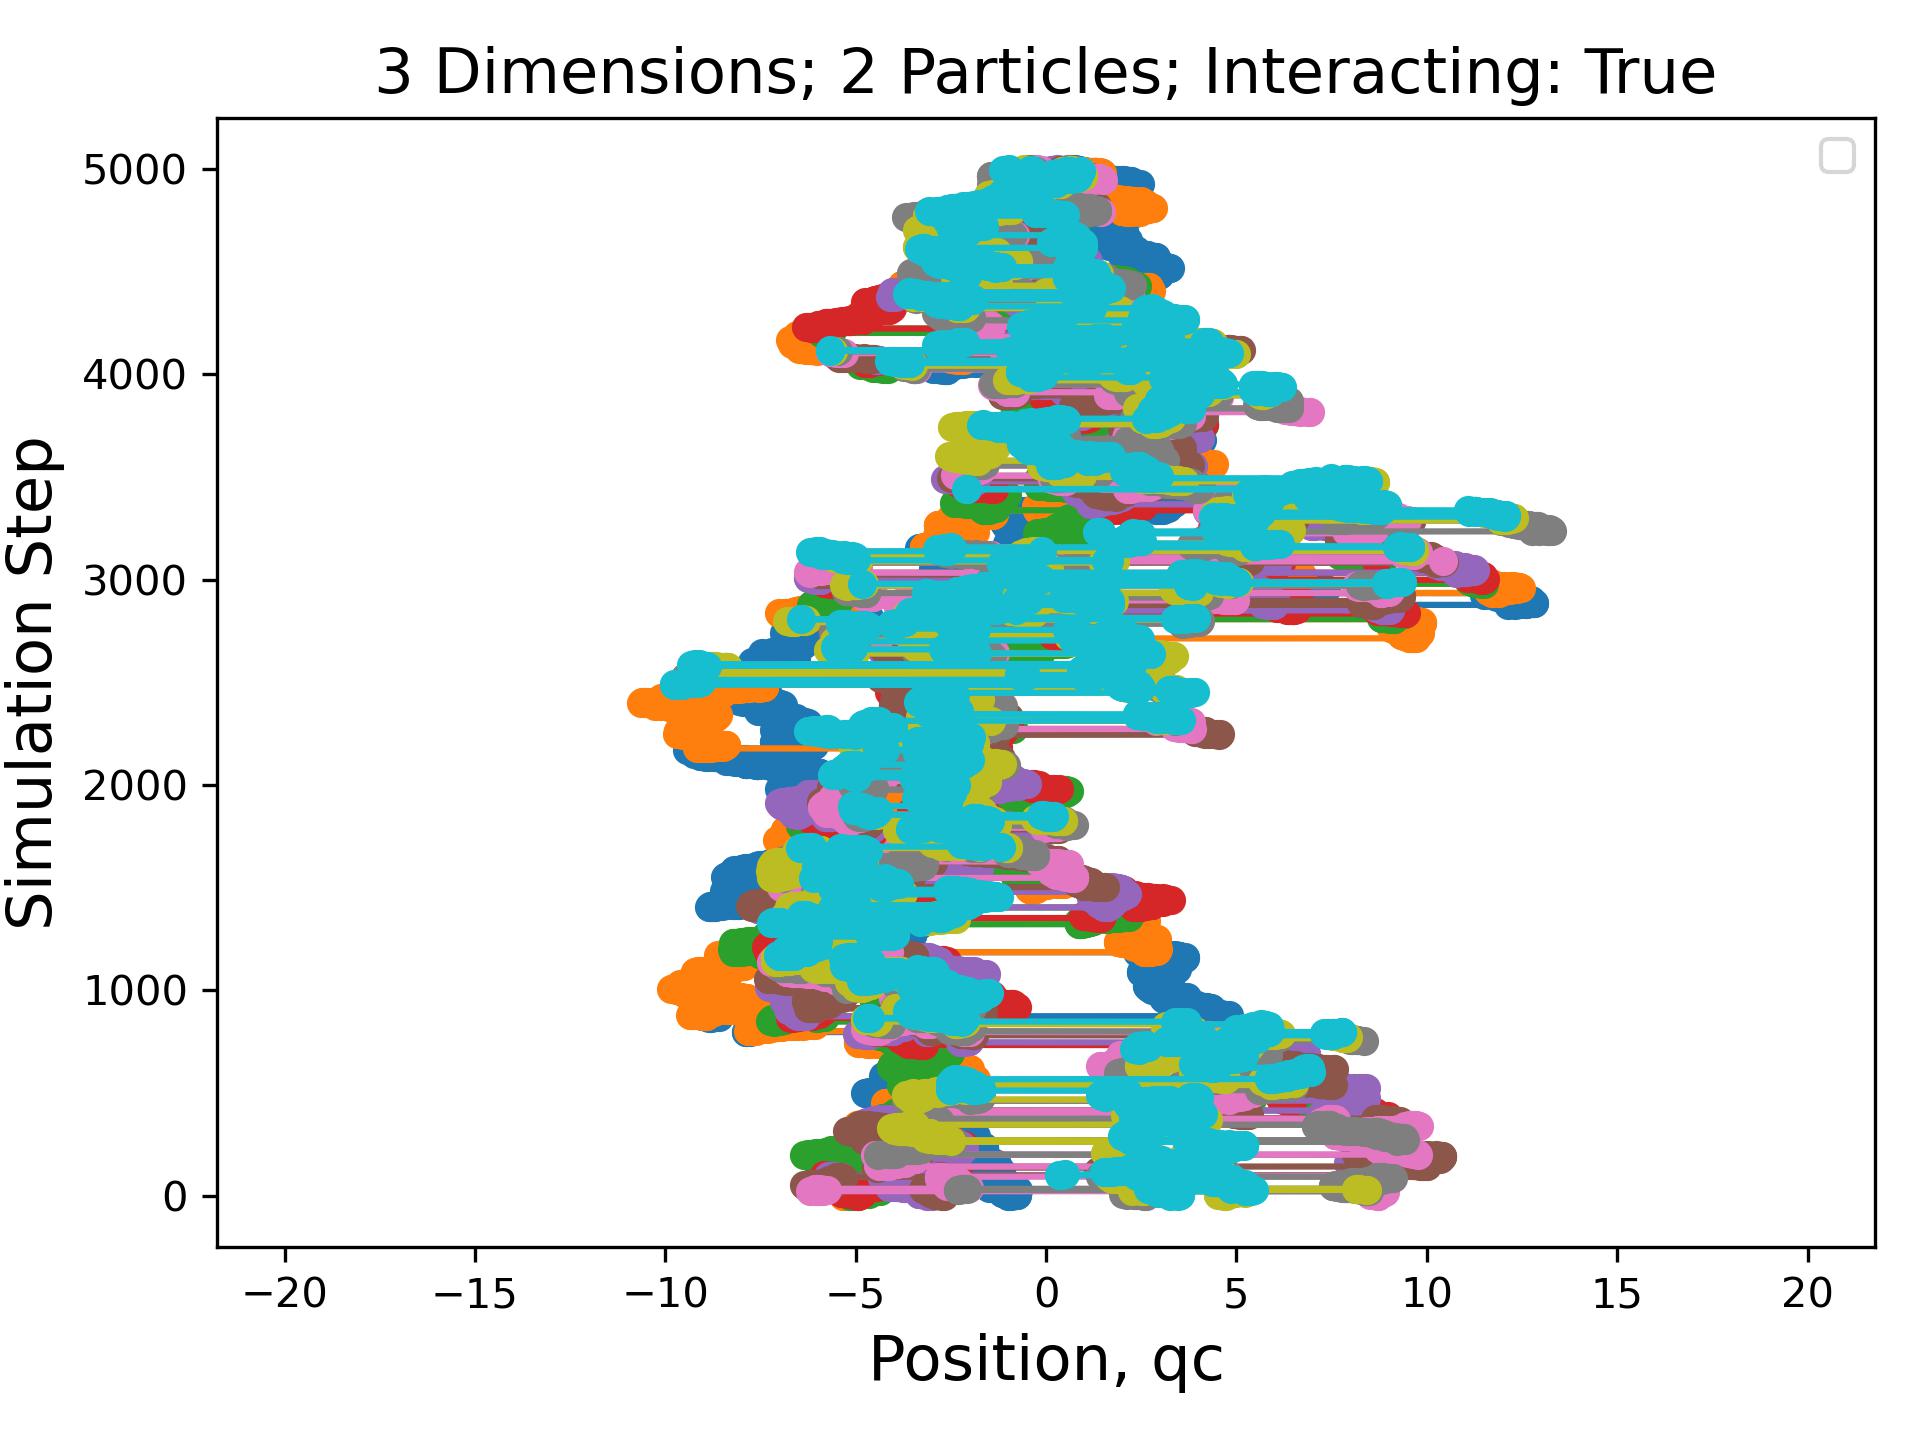 3 Dimensions; 2 Particles; Interacting: True
Simulation Step
5000
4000
3000
2000
1000
0
−20 −15 −10 −5 0 5 10 15 20
Position, qc